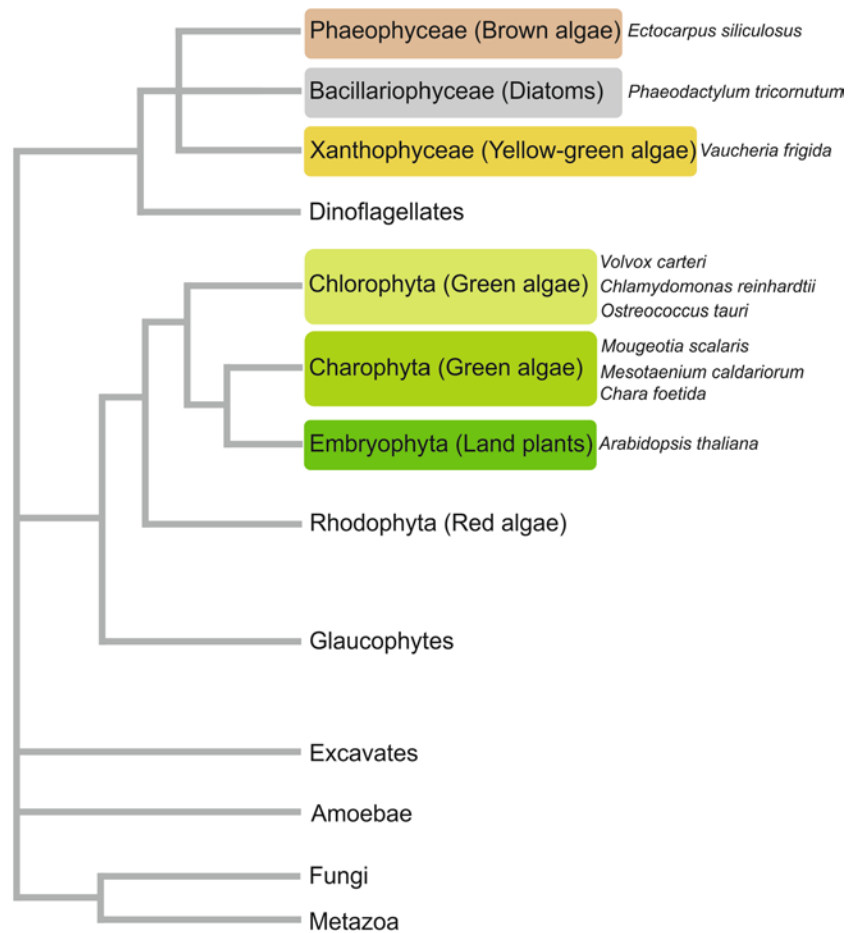 Phaeophyceae (Brown algae) Ectocarpus siliculosus
Bacillariophyceae (Diatoms) Phaeodactylum tricornutum
Xanthophyceae (Yellow-green algae) Vaucheria frigida
Dinoflagellates
Volvox carteri
Chlorophyta (Green algae) Chlamydomonas reinhardtii
Ostreococcus tauri
Mougeotia scalaris
Charophyta (Green algae) Mesotaenium caldariorum
Chara foetida
Embryophyta (Land plants) Arabidopsis thaliana
Rhodophyta (Red algae)
Glaucophytes
Excavates
Amoebae
Fungi
Metazoa